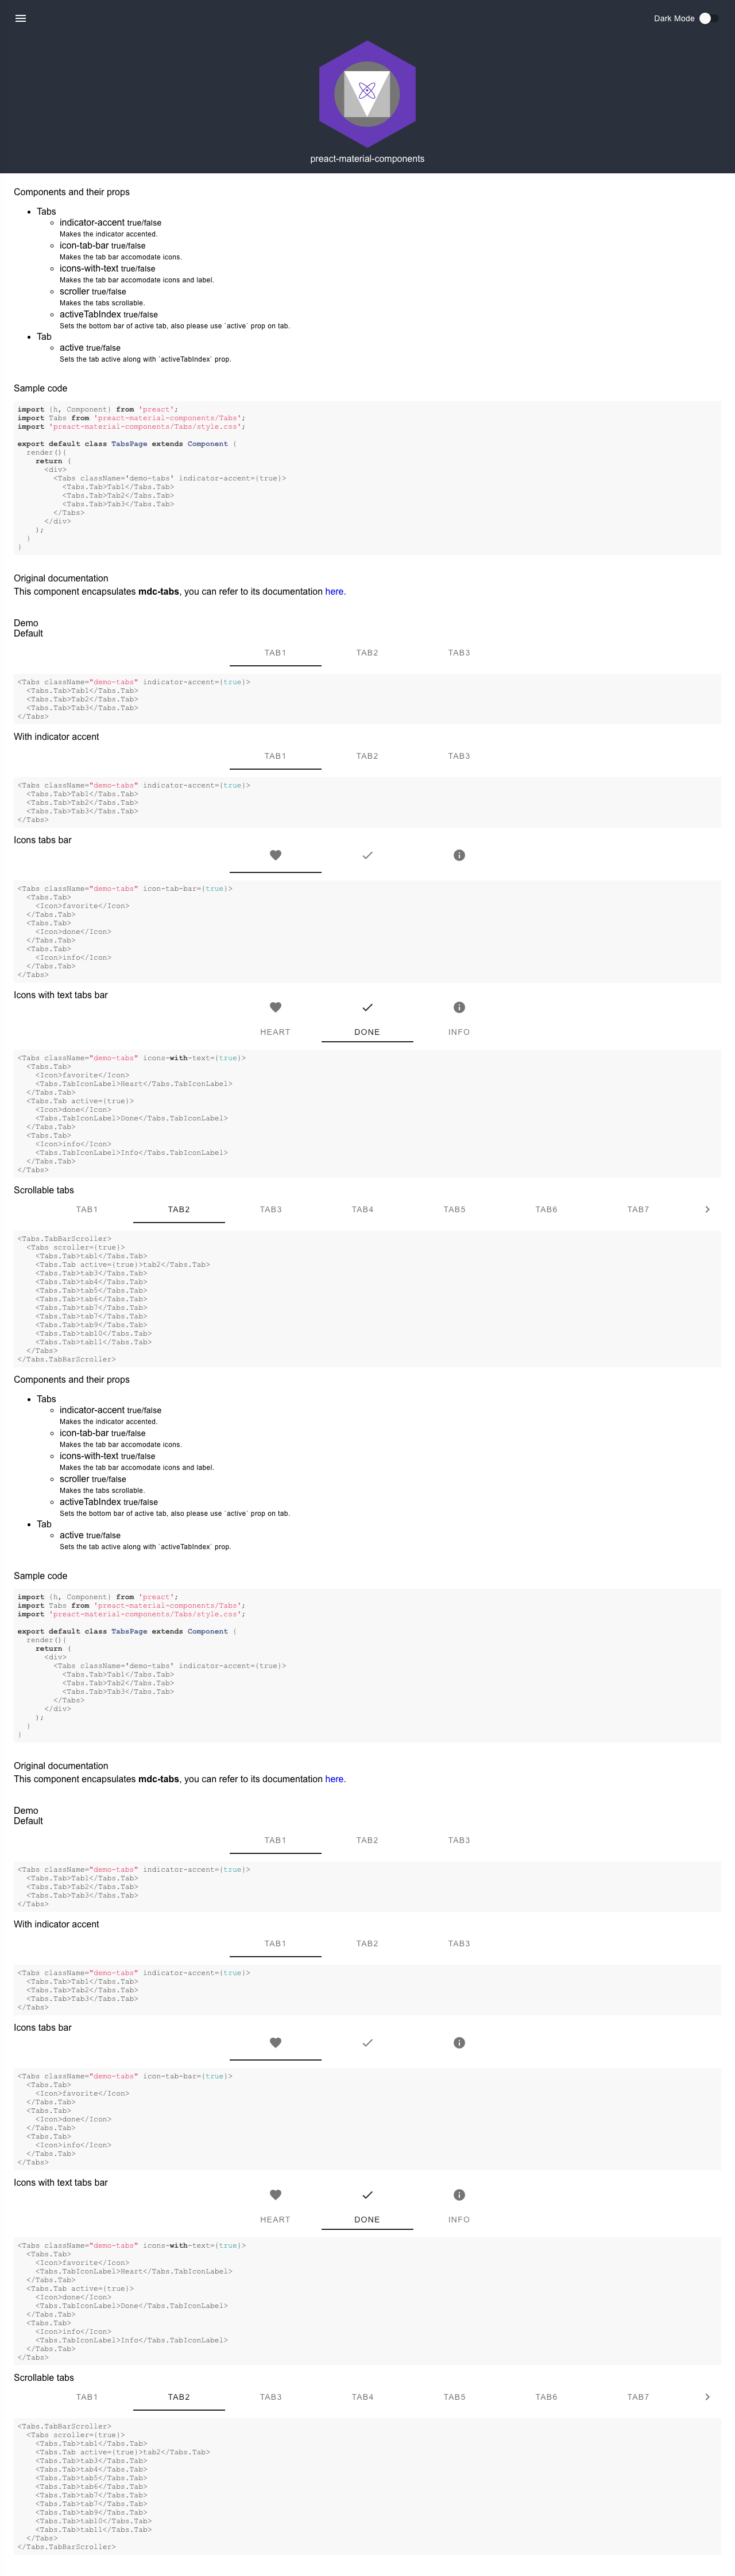 Dark Mode
preact-material-components
Components and their props
Tabs
indicator-accent true/false
Makes the indicator accented.
icon-tab-bar true/false
Makes the tab bar accomodate icons.
icons-with-text true/false
Makes the tab bar accomodate icons and label.
scroller true/false
Makes the tabs scrollable.
activeTabIndex true/false
Sets the bottom bar of active tab, also please use `active` prop on tab.
Tab
active true/false
Sets the tab active along with `activeTabIndex` prop.
Sample code
import {h, Component} from 'preact';
import Tabs from 'preact-material-components/Tabs';
import 'preact-material-components/Tabs/style.css';
export default class TabsPage extends Component {
render(){
return (
<div>
<Tabs className='demo-tabs' indicator-accent={true}>
<Tabs.Tab>Tab1</Tabs.Tab>
<Tabs.Tab>Tab2</Tabs.Tab>
<Tabs.Tab>Tab3</Tabs.Tab>
</Tabs>
</div>
);
}
}
Original documentation
This component encapsulates mdc-tabs, you can refer to its documentation here.
Demo
Default
TAB1 TAB2 TAB3
<Tabs className="demo-tabs" indicator-accent={true}>
<Tabs.Tab>Tab1</Tabs.Tab>
<Tabs.Tab>Tab2</Tabs.Tab>
<Tabs.Tab>Tab3</Tabs.Tab>
</Tabs>
With indicator accent
TAB1 TAB2 TAB3
<Tabs className="demo-tabs" indicator-accent={true}>
<Tabs.Tab>Tab1</Tabs.Tab>
<Tabs.Tab>Tab2</Tabs.Tab>
<Tabs.Tab>Tab3</Tabs.Tab>
</Tabs>
Icons tabs bar
<Tabs className="demo-tabs" icon-tab-bar={true}>
<Tabs.Tab>
<Icon>favorite</Icon>
</Tabs.Tab>
<Tabs.Tab>
<Icon>done</Icon>
</Tabs.Tab>
<Tabs.Tab>
<Icon>info</Icon>
</Tabs.Tab>
</Tabs>
Icons with text tabs bar
HEART DONE INFO
<Tabs className="demo-tabs" icons-with-text={true}>
<Tabs.Tab>
<Icon>favorite</Icon>
<Tabs.TabIconLabel>Heart</Tabs.TabIconLabel>
</Tabs.Tab>
<Tabs.Tab active={true}>
<Icon>done</Icon>
<Tabs.TabIconLabel>Done</Tabs.TabIconLabel>
</Tabs.Tab>
<Tabs.Tab>
<Icon>info</Icon>
<Tabs.TabIconLabel>Info</Tabs.TabIconLabel>
</Tabs.Tab>
</Tabs>
Scrollable tabs
TAB1 TAB2 TAB3 TAB4 TAB5 TAB6 TAB7
<Tabs.TabBarScroller>
<Tabs scroller={true}>
<Tabs.Tab>tab1</Tabs.Tab>
<Tabs.Tab active={true}>tab2</Tabs.Tab>
<Tabs.Tab>tab3</Tabs.Tab>
<Tabs.Tab>tab4</Tabs.Tab>
<Tabs.Tab>tab5</Tabs.Tab>
<Tabs.Tab>tab6</Tabs.Tab>
<Tabs.Tab>tab7</Tabs.Tab>
<Tabs.Tab>tab7</Tabs.Tab>
<Tabs.Tab>tab9</Tabs.Tab>
<Tabs.Tab>tab10</Tabs.Tab>
<Tabs.Tab>tab11</Tabs.Tab>
</Tabs>
</Tabs.TabBarScroller>
Components and their props
Tabs
indicator-accent true/false
Makes the indicator accented.
icon-tab-bar true/false
Makes the tab bar accomodate icons.
icons-with-text true/false
Makes the tab bar accomodate icons and label.
scroller true/false
Makes the tabs scrollable.
activeTabIndex true/false
Sets the bottom bar of active tab, also please use `active` prop on tab.
Tab
active true/false
Sets the tab active along with `activeTabIndex` prop.
Sample code
import {h, Component} from 'preact';
import Tabs from 'preact-material-components/Tabs';
import 'preact-material-components/Tabs/style.css';
export default class TabsPage extends Component {
render(){
return (
<div>
<Tabs className='demo-tabs' indicator-accent={true}>
<Tabs.Tab>Tab1</Tabs.Tab>
<Tabs.Tab>Tab2</Tabs.Tab>
<Tabs.Tab>Tab3</Tabs.Tab>
</Tabs>
</div>
);
}
}
Original documentation
This component encapsulates mdc-tabs, you can refer to its documentation here.
Demo
Default
TAB1 TAB2 TAB3
<Tabs className="demo-tabs" indicator-accent={true}>
<Tabs.Tab>Tab1</Tabs.Tab>
<Tabs.Tab>Tab2</Tabs.Tab>
<Tabs.Tab>Tab3</Tabs.Tab>
</Tabs>
With indicator accent
TAB1 TAB2 TAB3
<Tabs className="demo-tabs" indicator-accent={true}>
<Tabs.Tab>Tab1</Tabs.Tab>
<Tabs.Tab>Tab2</Tabs.Tab>
<Tabs.Tab>Tab3</Tabs.Tab>
</Tabs>
Icons tabs bar
<Tabs className="demo-tabs" icon-tab-bar={true}>
<Tabs.Tab>
<Icon>favorite</Icon>
</Tabs.Tab>
<Tabs.Tab>
<Icon>done</Icon>
</Tabs.Tab>
<Tabs.Tab>
<Icon>info</Icon>
</Tabs.Tab>
</Tabs>
Icons with text tabs bar
HEART DONE INFO
<Tabs className="demo-tabs" icons-with-text={true}>
<Tabs.Tab>
<Icon>favorite</Icon>
<Tabs.TabIconLabel>Heart</Tabs.TabIconLabel>
</Tabs.Tab>
<Tabs.Tab active={true}>
<Icon>done</Icon>
<Tabs.TabIconLabel>Done</Tabs.TabIconLabel>
</Tabs.Tab>
<Tabs.Tab>
<Icon>info</Icon>
<Tabs.TabIconLabel>Info</Tabs.TabIconLabel>
</Tabs.Tab>
</Tabs>
Scrollable tabs
TAB1 TAB2 TAB3 TAB4 TAB5 TAB6 TAB7
<Tabs.TabBarScroller>
<Tabs scroller={true}>
<Tabs.Tab>tab1</Tabs.Tab>
<Tabs.Tab active={true}>tab2</Tabs.Tab>
<Tabs.Tab>tab3</Tabs.Tab>
<Tabs.Tab>tab4</Tabs.Tab>
<Tabs.Tab>tab5</Tabs.Tab>
<Tabs.Tab>tab6</Tabs.Tab>
<Tabs.Tab>tab7</Tabs.Tab>
<Tabs.Tab>tab7</Tabs.Tab>
<Tabs.Tab>tab9</Tabs.Tab>
<Tabs.Tab>tab10</Tabs.Tab>
<Tabs.Tab>tab11</Tabs.Tab>
</Tabs>
</Tabs.TabBarScroller>